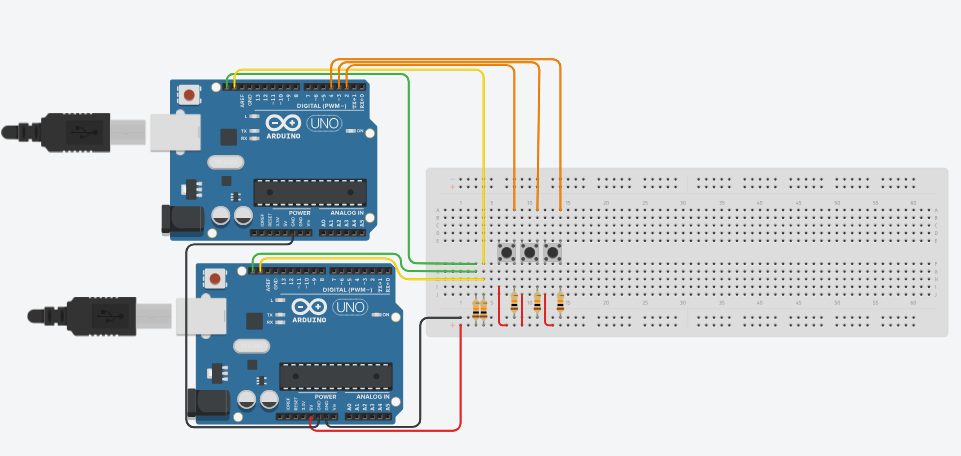 AREF
GND
13
12
~11
~10
~9
8
7
~6
~5
4
~3
2
TX→1
RX←0
DIGITAL (PWM~)
L
TX
RX
ARDUINO
UNO
ON
POWER
ANALOG IN
IOREF
RESET
3.3V
5V
GND
GND
Vin
A0
A1
A2
A3
A4
A5
AREF
GND
13
12
~11
~10
~9
8
7
~6
~5
4
~3
2
TX→1
RX←0
DIGITAL (PWM~)
L
TX
RX
ARDUINO
UNO
ON
POWER
ANALOG IN
IOREF
RESET
3.3V
5V
GND
GND
Vin
A0
A1
A2
A3
A4
A5
1 5 10 15 20 25 30 35 40 45 50 55 60